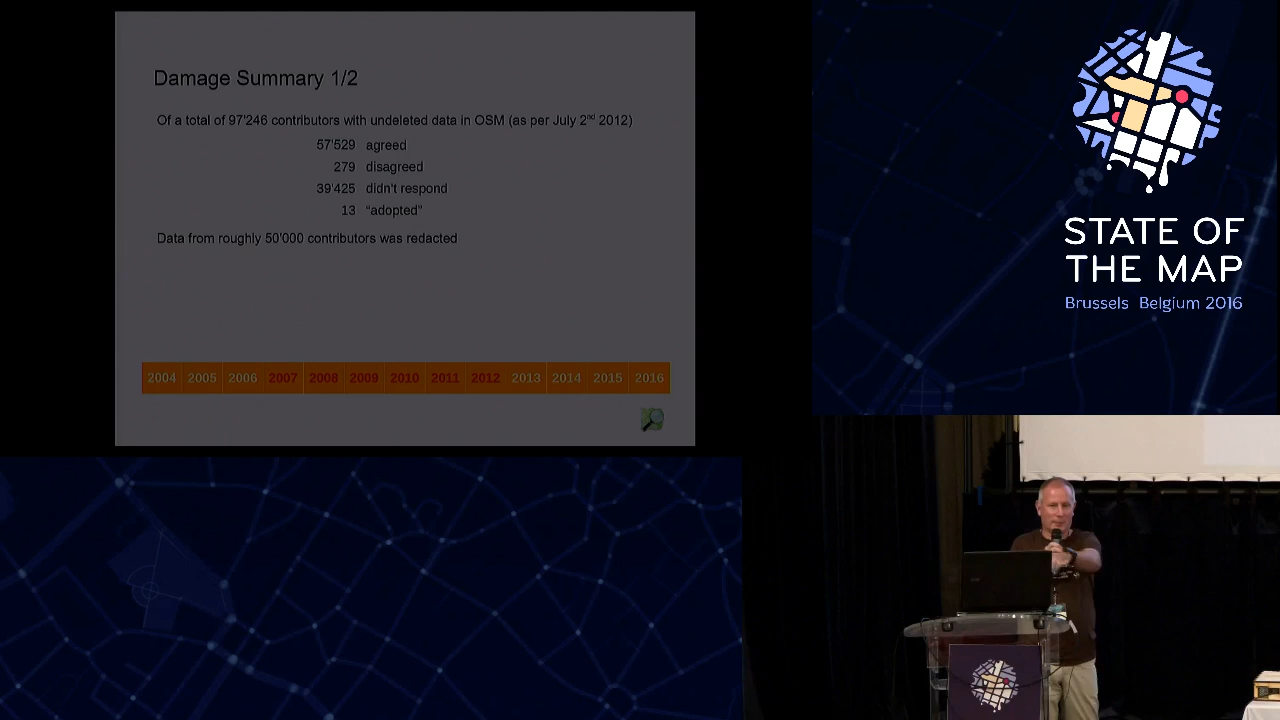 Damage Summary 1/2
Of a total of 97'246 contributors with unmapped data in OSM (as per July 2nd 2012)
57'529 agreed
279 disagreed
39'425 didn't respond
13 “adopted”
Data from roughly 50'000 contributors was redacted
2004 2005 2006 2007 2008 2009 2010 2011 2012 2013 2014 2015 2016
STATE OF
THE MAP
Brussels Belgium 2016